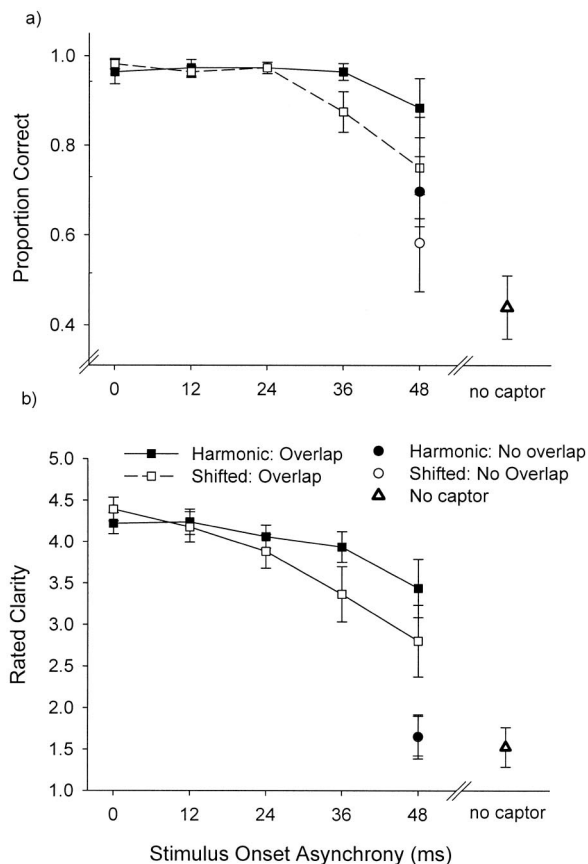 a)
1.0
0.8
0.6
0.4
Proportion Correct
0 12 24 36 48 no captor
b)
Harmonic: Overlap Harmonic: No overlap
Shifted: Overlap Shifted: No Overlap
No captor
5.0
4.5
4.0
3.5
3.0
2.5
2.0
1.5
1.0
Rated Clarity
0 12 24 36 48 no captor
Stimulus Onset Asynchrony (ms)